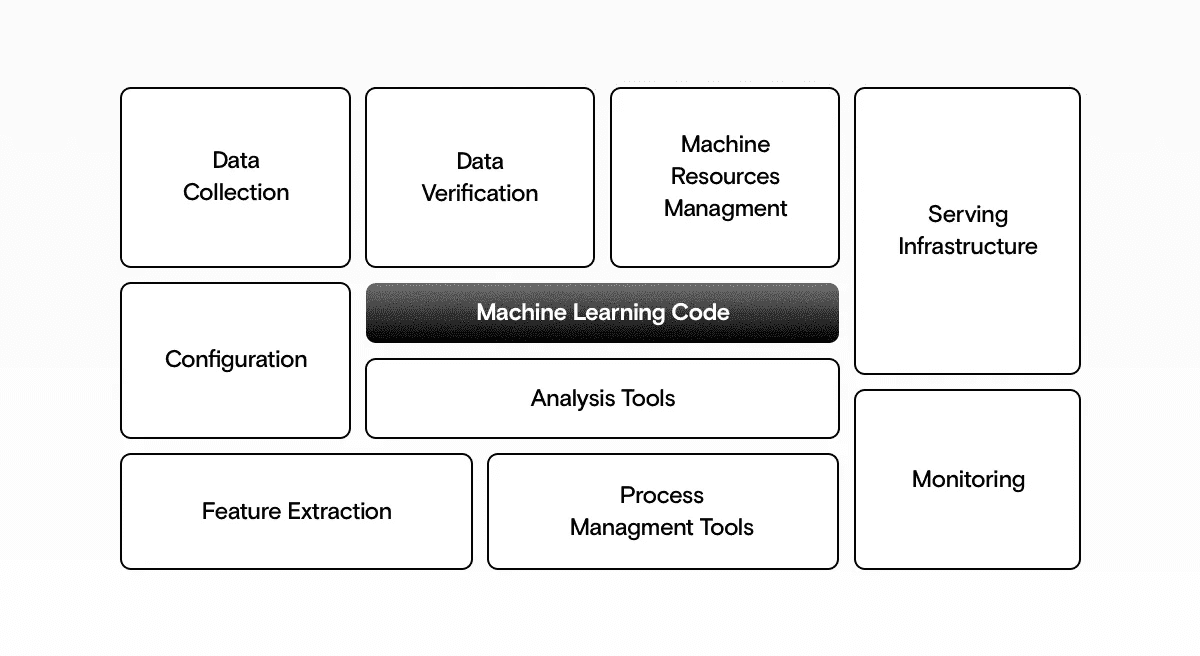 Data
Collection
Data
Verification
Machine
Resources
Managment
Serving
Infrastructure
Configuration
Machine Learning Code
Analysis Tools
Feature Extraction
Process
Managment Tools
Monitoring